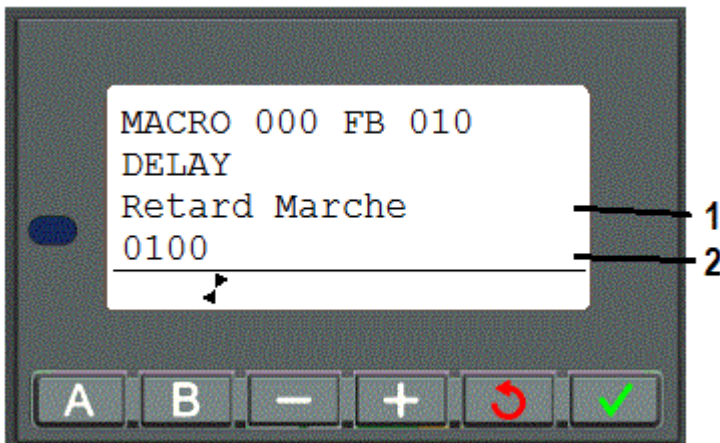 MACRO 000 FB 010
DELAY
Retard Marche
0100
1
2
A B - +